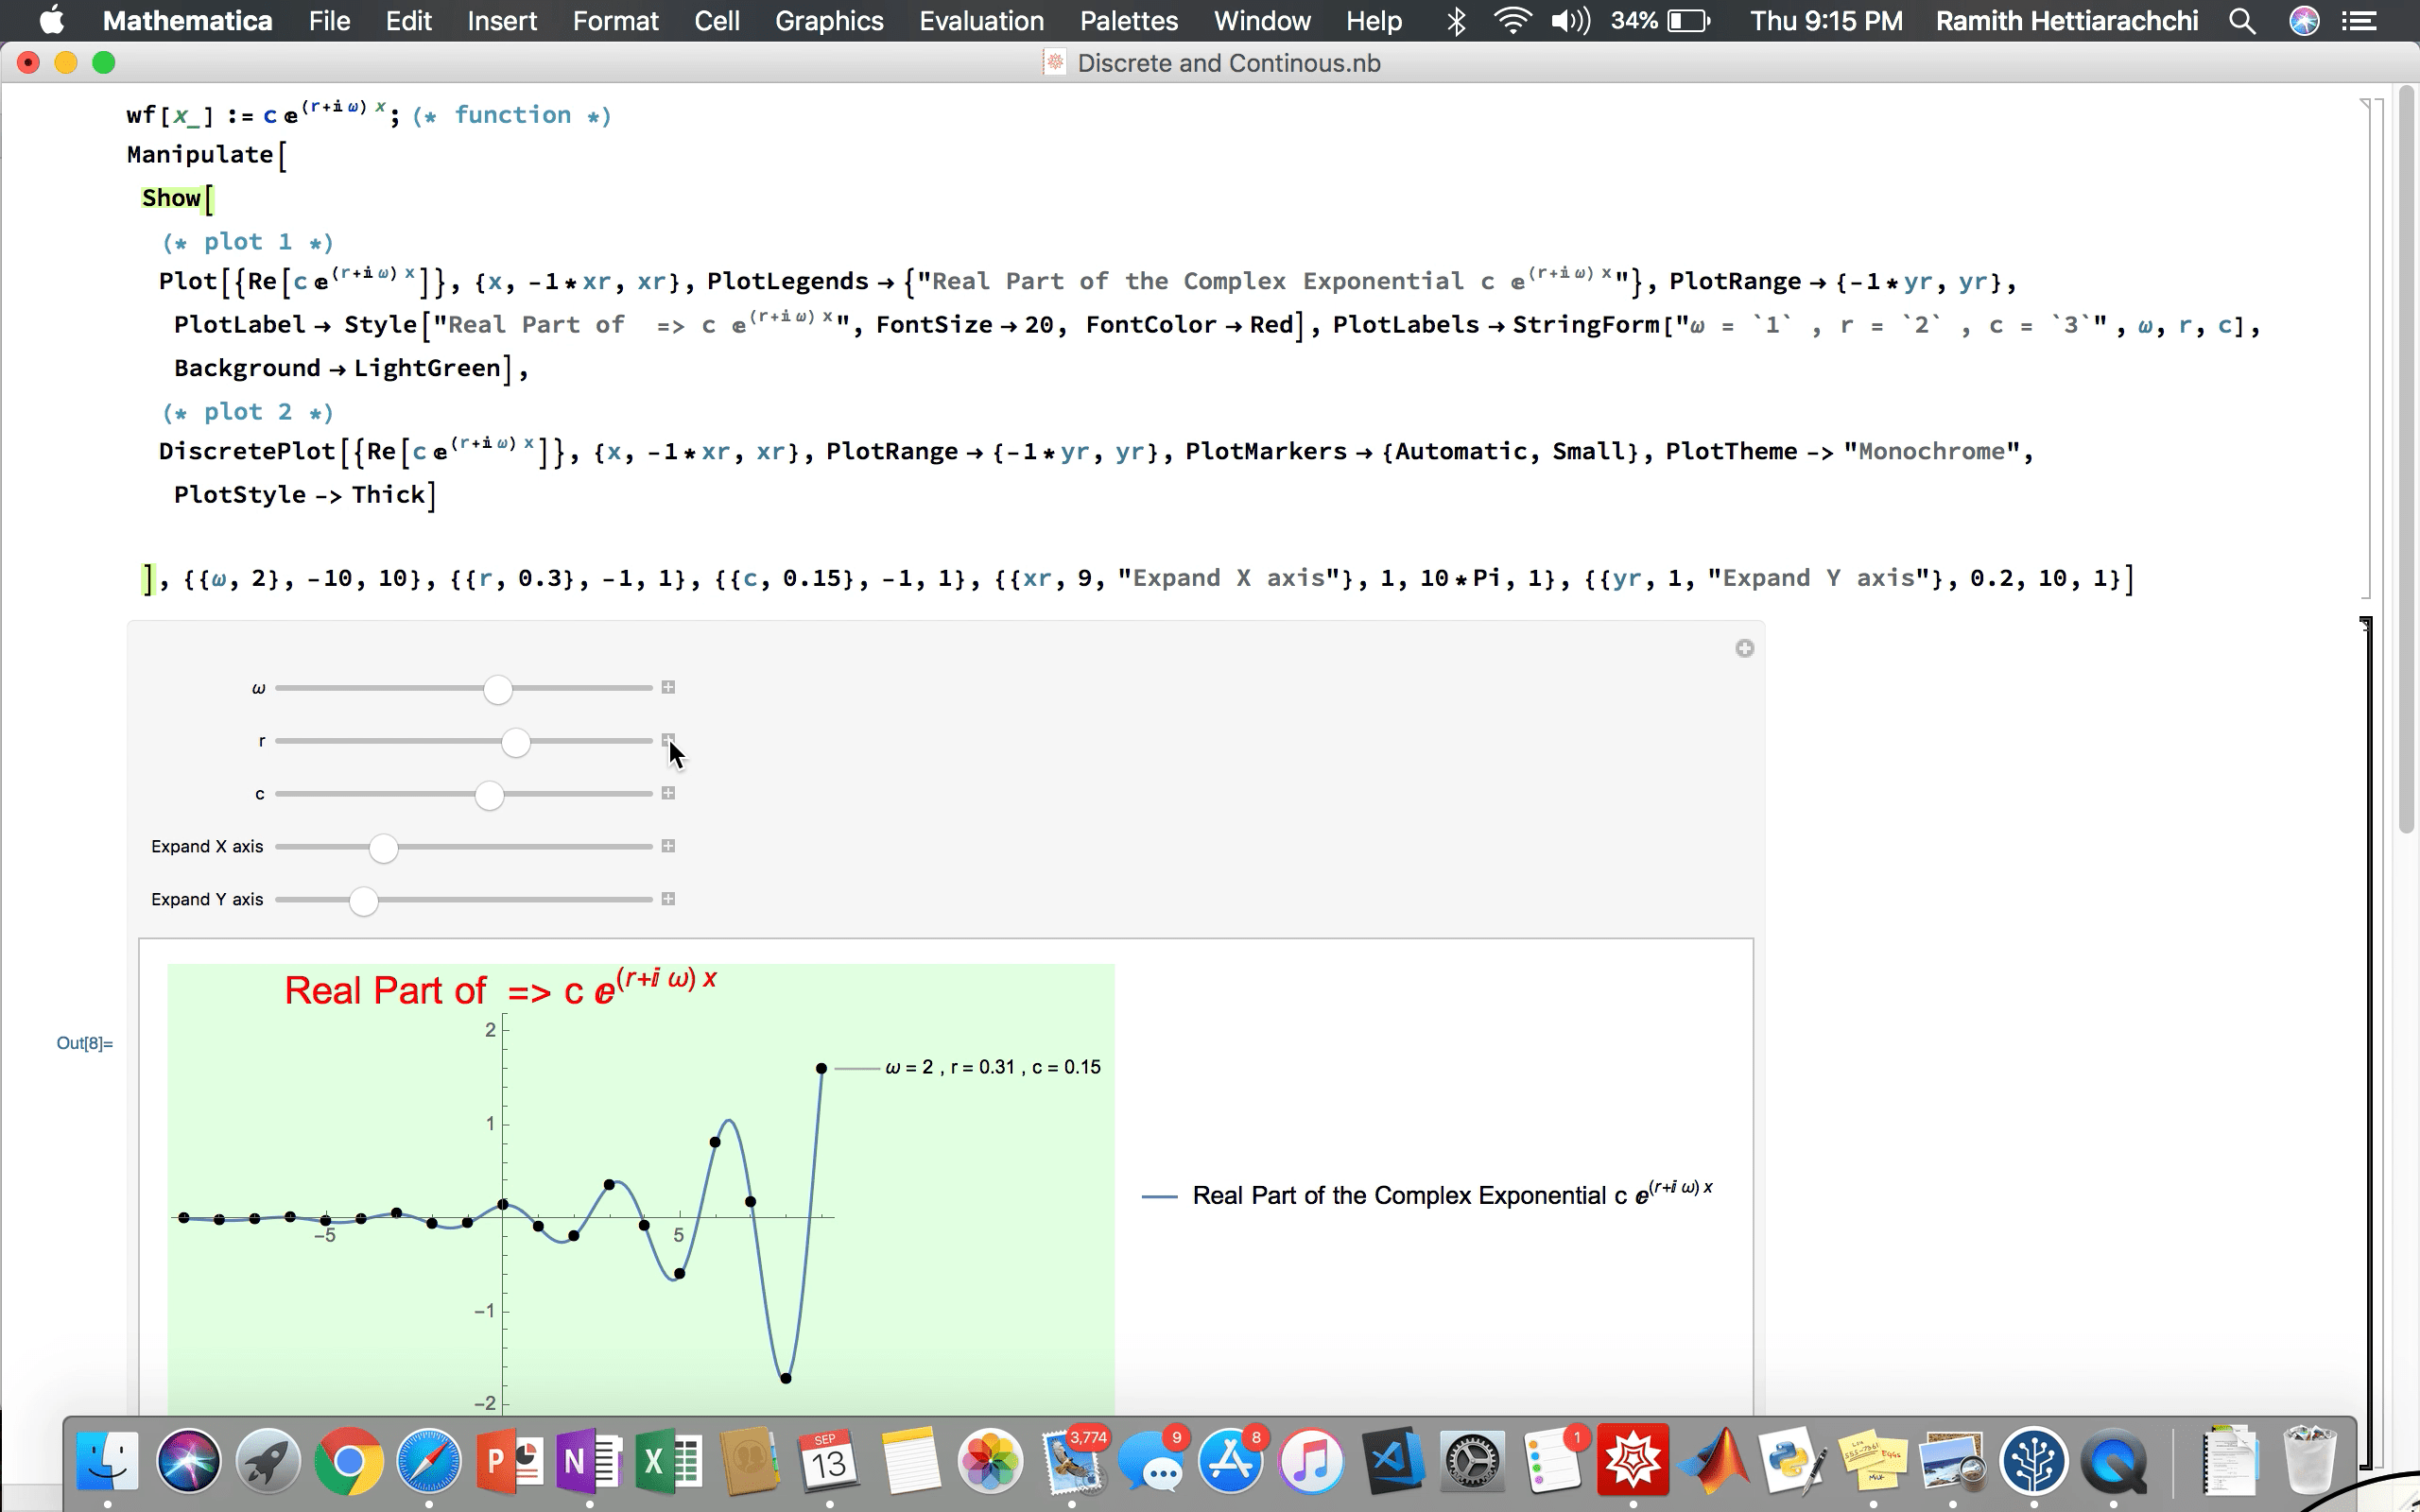 Mathematica File Edit Insert Format Cell Graphics Evaluation Palettes Window Help 34% Thu 9:15 PM Ramith Hettiarachchi
Discrete and Continous.nb
wf[x_] := c ⅇ^(r+ⅈ ω) x; (* function *)
Manipulate[
Show[
(* plot 1 *)
Plot[{Re[c ⅇ^(r+ⅈ ω) x]}, {x, -1*xr, xr}, PlotLegends → {"Real Part of the Complex Exponential c ⅇ^(r+ⅈ ω) x"}, PlotRange → {-1*yr, yr},
PlotLabel → Style["Real Part of  => c ⅇ^(r+ⅈ ω) x", FontSize → 20, FontColor → Red], PlotLabels → StringForm["ω = `1` , r = `2` , c = `3`", ω, r, c],
Background → LightGreen],
(* plot 2 *)
DiscretePlot[{Re[c ⅇ^(r+ⅈ ω) x]}, {x, -1*xr, xr}, PlotRange → {-1*yr, yr}, PlotMarkers → {Automatic, Small}, PlotTheme -> "Monochrome",
PlotStyle -> Thick]
], {{ω, 2}, -10, 10}, {{r, 0.3}, -1, 1}, {{c, 0.15}, -1, 1}, {{xr, 9, "Expand X axis"}, 1, 10*Pi, 1}, {{yr, 1, "Expand Y axis"}, 0.2, 10, 1}]
ω
r
c
Expand X axis
Expand Y axis
Out[8]=
Real Part of => c ⅇ^(r+ⅈ ω) x
2
ω = 2 , r = 0.31 , c = 0.15
1
Real Part of the Complex Exponential c ⅇ^(r+ⅈ ω) x
-5
5
-1
-2
SEP
13
3,774
9
8
1